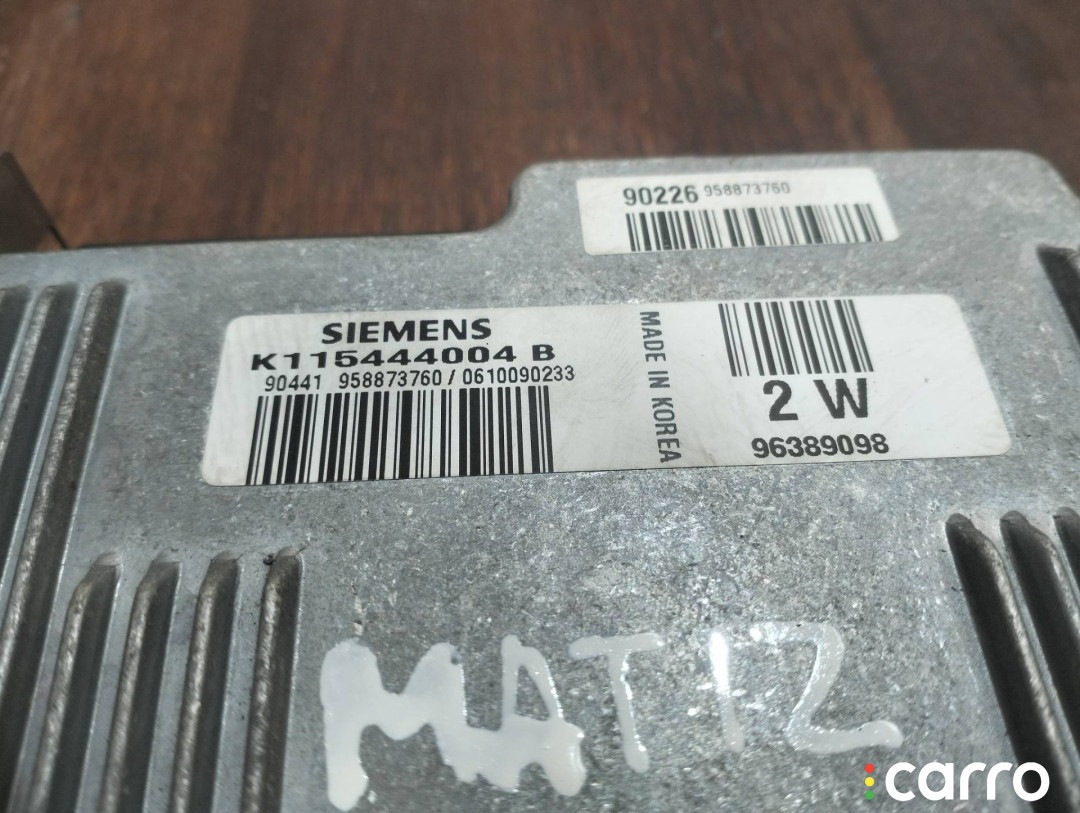 90226 958873760
SIEMENS
K115444004 B
90441 958873760 / 0610090233
MADE IN KOREA
2 W
96389098
MATIZ
carro